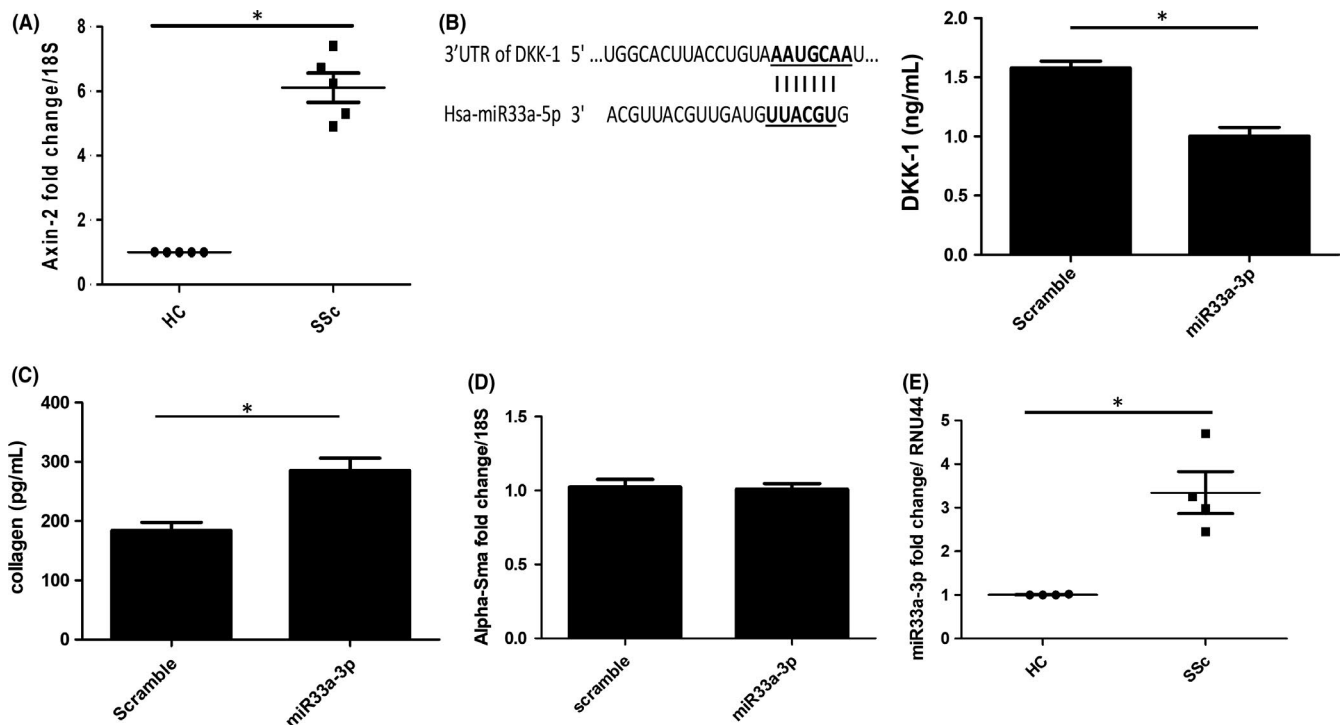 (A)
*
Axin-2 fold change/18S
8
6
4
2
0
HC
SSc
(B)
3'UTR of DKK-1 5' ...UGGCACUUACCUGUAAAUGCAAU...
Hsa-miR33a-5p 3' ACGUUACGUUGAUGUUACGUG
*
DKK-1 (ng/mL)
2.0
1.5
1.0
0.5
0.0
Scramble
miR33a-3p
(C)
*
collagen (pg/mL)
400
300
200
100
0
Scramble
miR33a-3p
(D)
Alpha-Sma fold change/18S
1.5
1.0
0.5
0.0
scramble
miR33a-3p
(E)
*
miR33a-3p fold change/ RNU44
5
4
3
2
1
0
HC
SSc